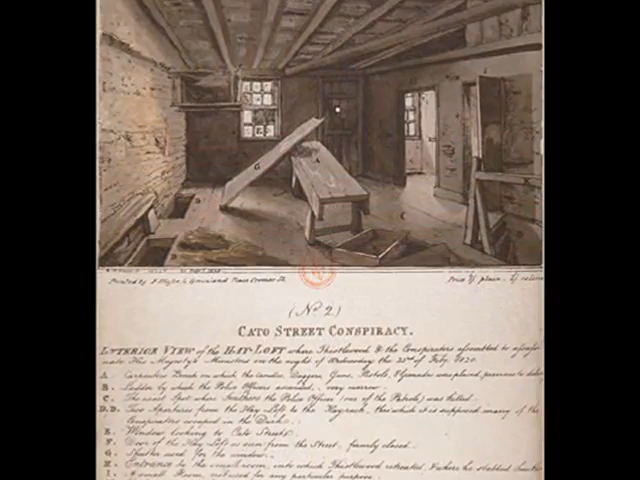 (No 2.)
CATO STREET CONSPIRACY.
INTERIOR VIEW of the HAY-LOFT where Thistlewood & the Conspirators assembled to assassi-
nate His Majesty's Ministers on the night of Wednesday the 23rd of Feby 1820.
A. Carpenters Bench on which the Candles, Daggers, Guns, Pistols, &
B. Ladder by which the Police Officers ascended, very narrow.
C. The exact Spot where Smithers the Police Officer (one of the Patrole) was killed.
D.D. Two Apertures from the Hay Loft to the Hayrack, thro' which it is supposed many of the
Conspirators escaped in the Dark.
E. Window looking to Cato Street.
F. Door of the Hay Loft as seen from the Street, firmly closed.
G. Shutter used for the window.
H. Entrance to the small room, into which Thistlewood retreated, & where he stabbed Smithers
I. A small Room, not used for any particular purpose